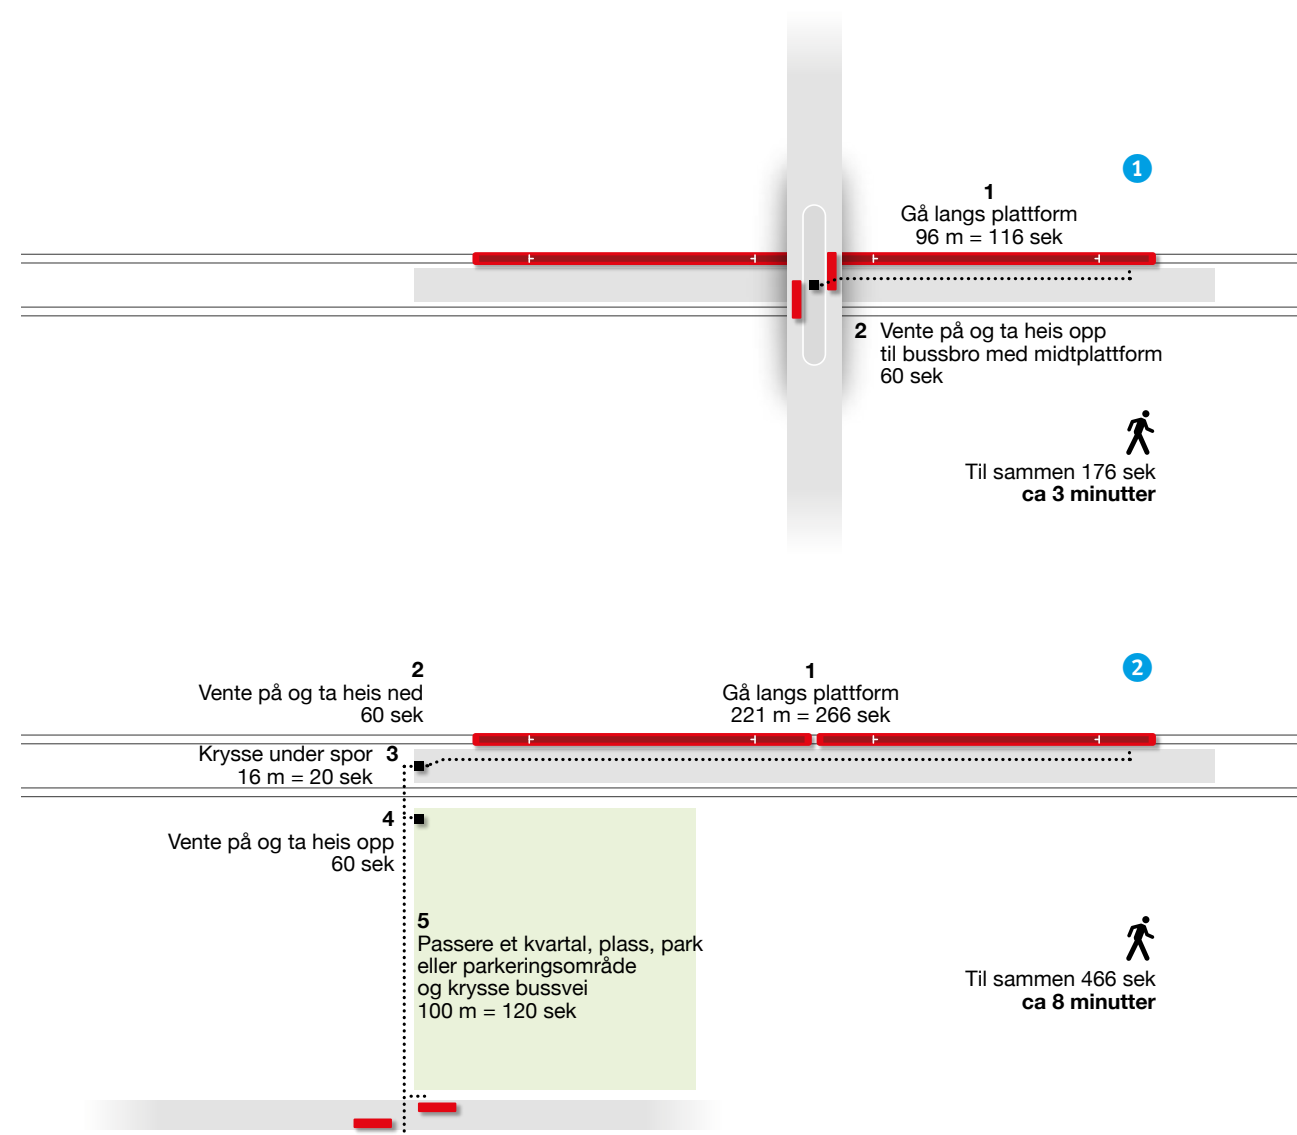 1
1
Gå langs plattform
96 m = 116 sek
2 Vente på og ta heis opp
til bussbro med midtplattform
60 sek
Til sammen 176 sek
ca 3 minutter
2
2
Vente på og ta heis ned
60 sek
1
Gå langs plattform
221 m = 266 sek
Krysse under spor 3
16 m = 20 sek
4
Vente på og ta heis opp
60 sek
5
Passere et kvartal, plass, park
eller parkeringsområde
og krysse bussvei
100 m = 120 sek
Til sammen 466 sek
ca 8 minutter